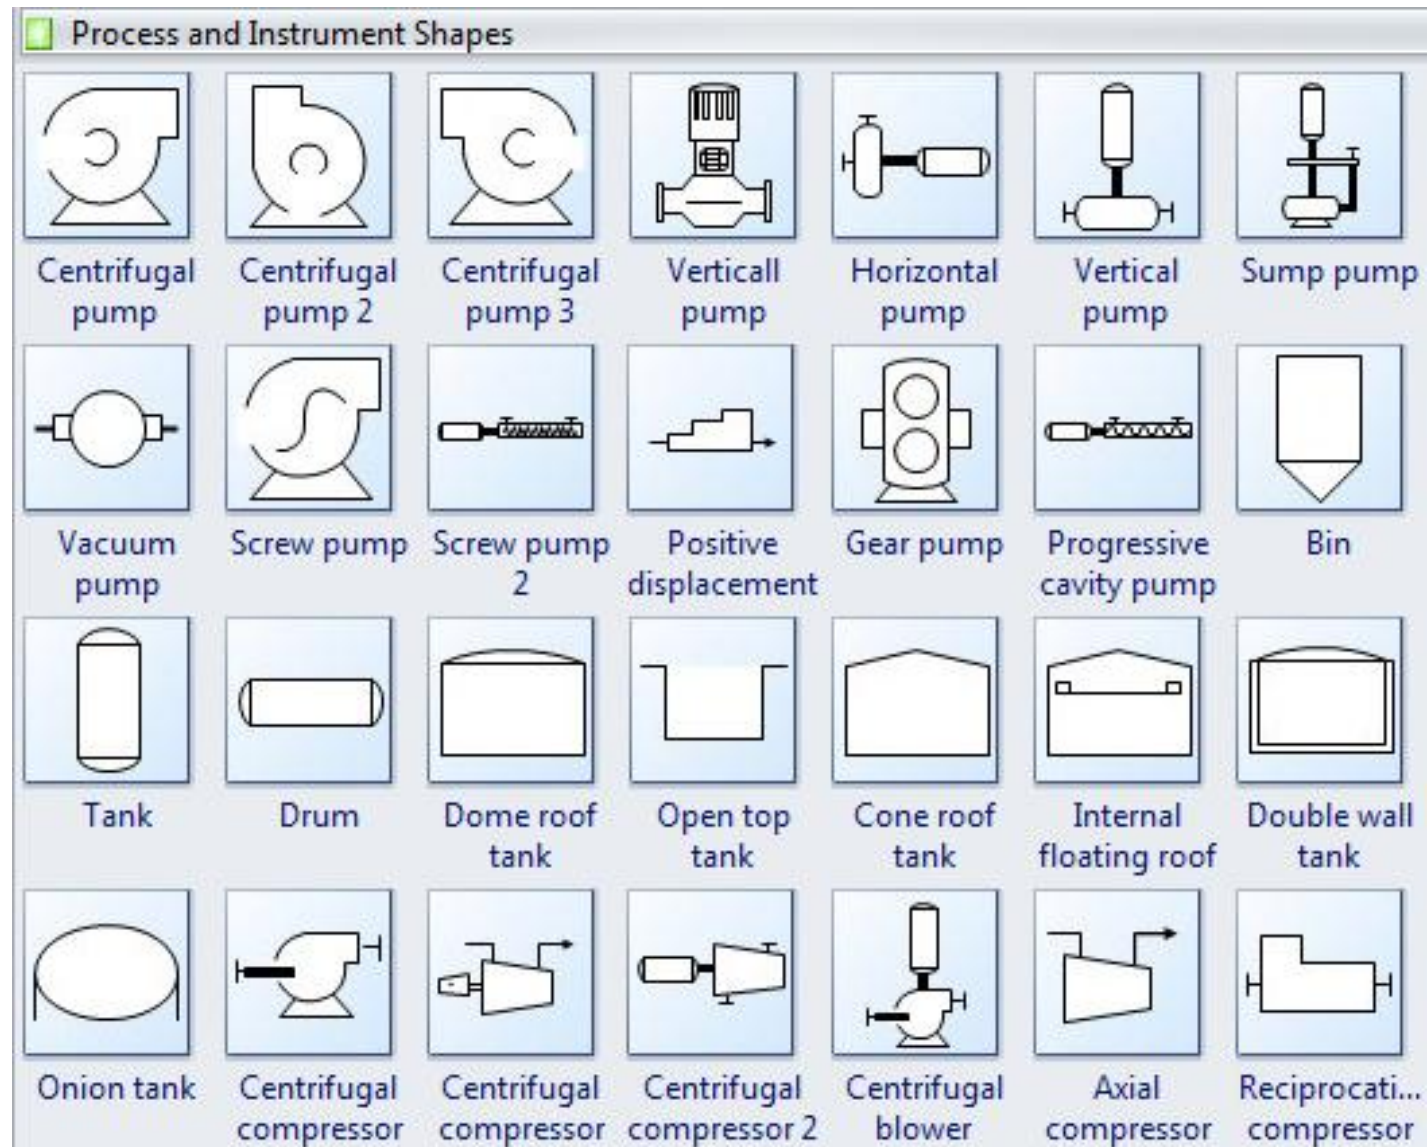 Process and Instrument Shapes
Centrifugal pump
Centrifugal pump 2
Centrifugal pump 3
Verticall pump
Horizontal pump
Vertical pump
Sump pump
Vacuum pump
Screw pump
Screw pump 2
Positive displacement
Gear pump
Progressive cavity pump
Bin
Tank
Drum
Dome roof tank
Open top tank
Cone roof tank
Internal floating roof
Double wall tank
Onion tank
Centrifugal compressor
Centrifugal compressor
Centrifugal compressor 2
Centrifugal blower
Axial compressor
Reciprocati... compressor